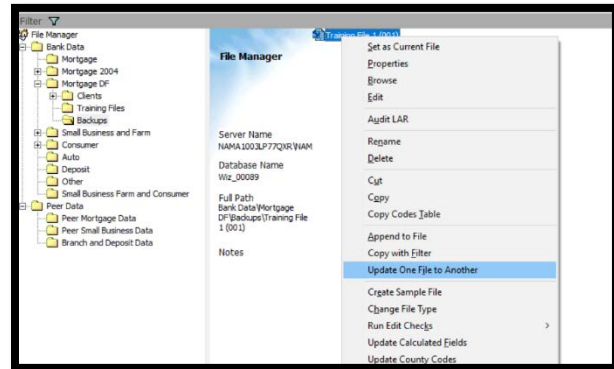 Filter
File Manager
Bank Data
Mortgage
Mortgage 2004
Mortgage DF
Clients
Training Files
Backups
Small Business and Farm
Consumer
Auto
Deposit
Other
Small Business Farm and Consumer
Peer Data
Peer Mortgage Data
Peer Small Business Data
Branch and Deposit Data
Training File 1 (001)
File Manager
Server Name
NAMA1003LP77QXR\NAM
Database Name
Wiz_00089
Full Path
Bank Data\Mortgage
DF\Backups\Training File
1 (001)
Notes
Set as Current File
Properties
Browse
Edit
Audit LAR
Rename
Delete
Cut
Copy
Copy Codes Table
Append to File
Copy with Filter
Update One File to Another
Create Sample File
Change File Type
Run Edit Checks
Update Calculated Fields
Update County Codes